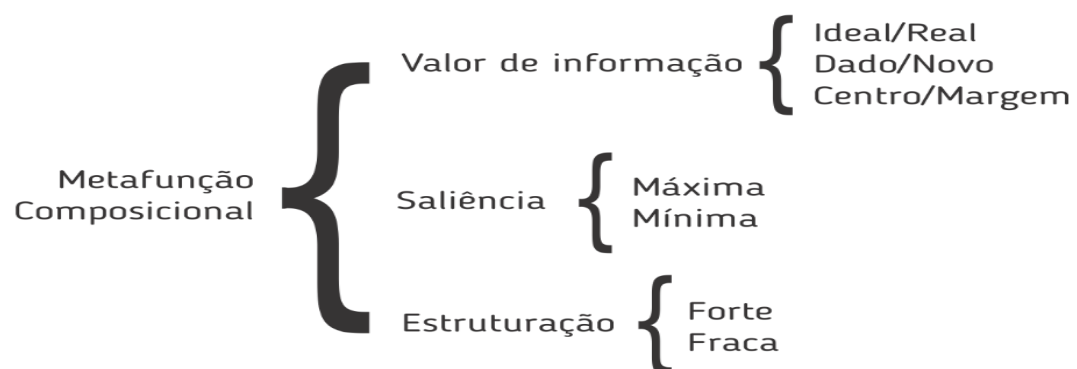 Metafunção
Composicional
Valor de informação
Ideal/Real
Dado/Novo
Centro/Margem
Saliência
Máxima
Mínima
Estruturação
Forte
Fraca